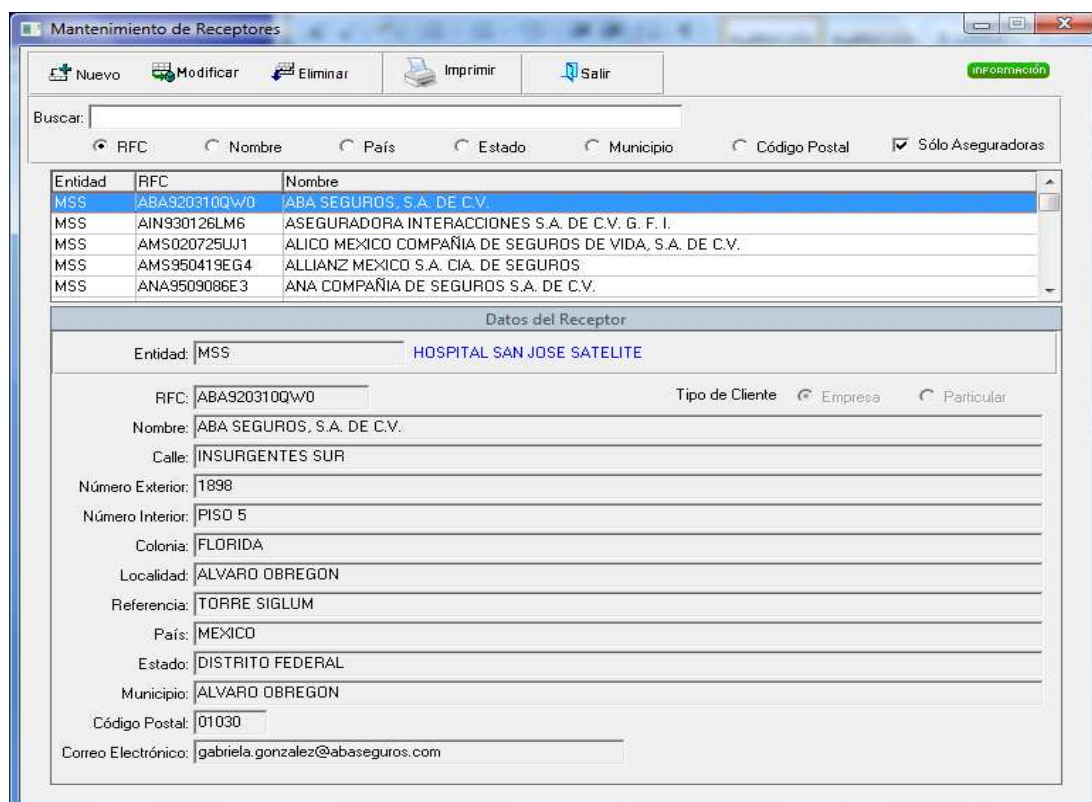 Mantenimiento de Receptores
Nuevo Modificar Eliminar Imprimir Salir INFORMACIÓN
Buscar:
RFC Nombre País Estado Municipio Código Postal Sólo Aseguradoras
Entidad RFC Nombre
MSS ABA920310QW0 ABA SEGUROS, S.A. DE C.V.
MSS AIN930126LM6 ASEGURADORA INTERACCIONES S.A. DE C.V. G. F. I.
MSS AMS020725UJ1 ALICO MEXICO COMPAÑIA DE SEGUROS DE VIDA, S.A. DE C.V.
MSS AMS950419EG4 ALLIANZ MEXICO S.A. CIA. DE SEGUROS
MSS ANA9509086E3 ANA COMPAÑIA DE SEGUROS S.A. DE C.V.
Datos del Receptor
Entidad: MSS HOSPITAL SAN JOSE SATELITE
RFC: ABA920310QW0 Tipo de Cliente Empresa Particular
Nombre: ABA SEGUROS, S.A. DE C.V.
Calle: INSURGENTES SUR
Número Exterior: 1898
Número Interior: PISO 5
Colonia: FLORIDA
Localidad: ALVARO OBREGON
Referencia: TORRE SIGLUM
País: MEXICO
Estado: DISTRITO FEDERAL
Municipio: ALVARO OBREGON
Código Postal: 01030
Correo Electrónico: gabriela.gonzalez@abaseguros.com